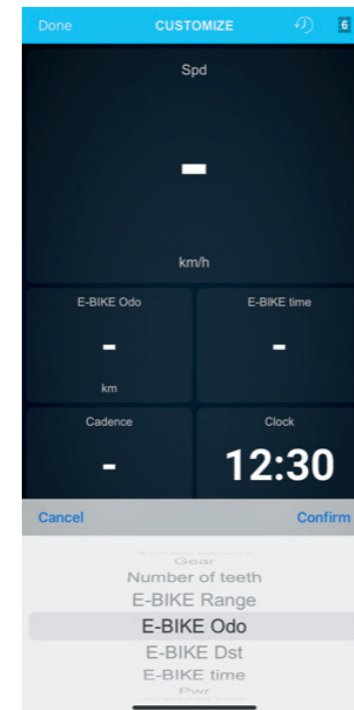 Done CUSTOMIZE 6
Spd
-
km/h
E-BIKE Odo E-BIKE time
- -
km
Cadence Clock
- 12:30
Cancel Confirm
Gear
Number of teeth
E-BIKE Range
E-BIKE Odo
E-BIKE Dst
E-BIKE time
Pwr